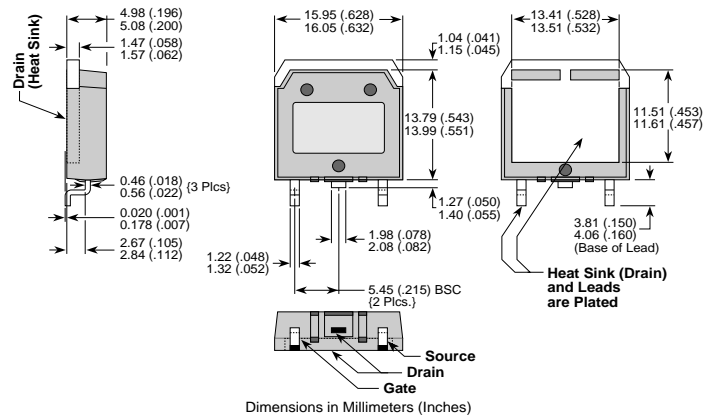 4.98 (.196)
5.08 (.200)
1.47 (.058)
1.57 (.062)
Drain
(Heat Sink)
0.46 (.018)
0.56 (.022)
{3 Plcs}
0.020 (.001)
0.178 (.007)
2.67 (.105)
2.84 (.112)
15.95 (.628)
16.05 (.632)
1.04 (.041)
1.15 (.045)
13.79 (.543)
13.99 (.551)
1.27 (.050)
1.40 (.055)
1.98 (.078)
2.08 (.082)
1.22 (.048)
1.32 (.052)
5.45 (.215) BSC
{2 Plcs.}
13.41 (.528)
13.51 (.532)
11.51 (.453)
11.61 (.457)
3.81 (.150)
4.06 (.160)
(Base of Lead)
Heat Sink (Drain)
and Leads
are Plated
Source
Drain
Gate
Dimensions in Millimeters (Inches)